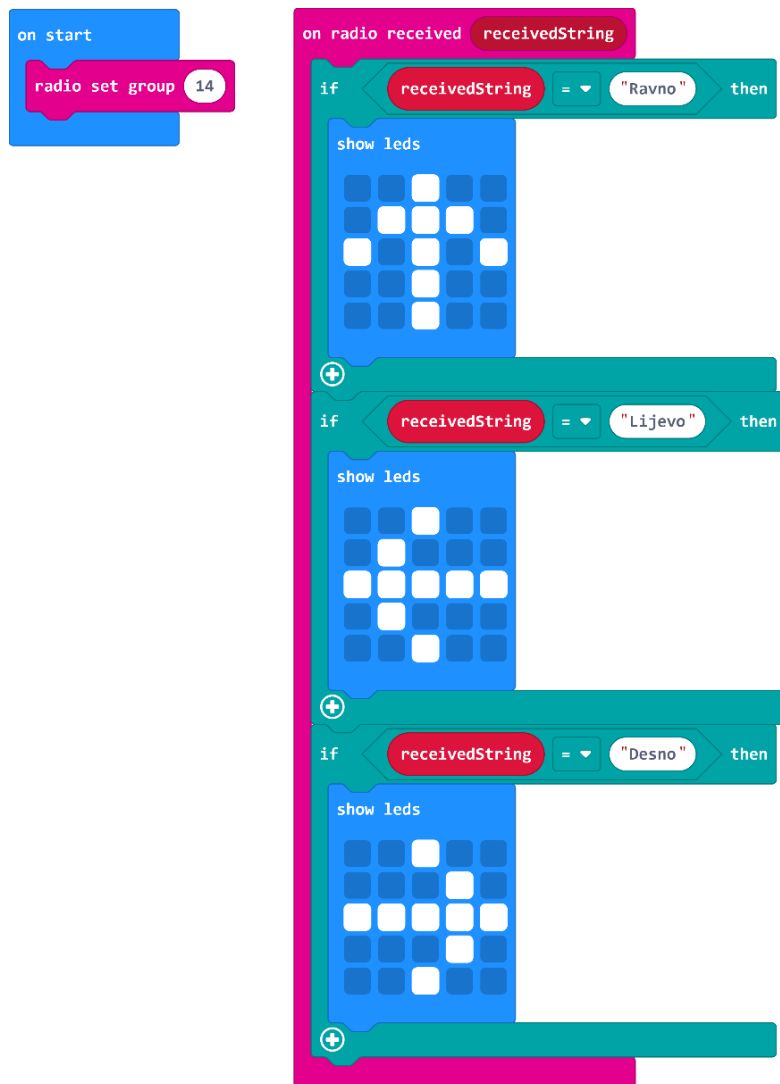 on start
radio set group 14
on radio received receivedString
if receivedString = "Ravno" then
show leds
if receivedString = "Lijevo" then
show leds
if receivedString = "Desno" then
show leds